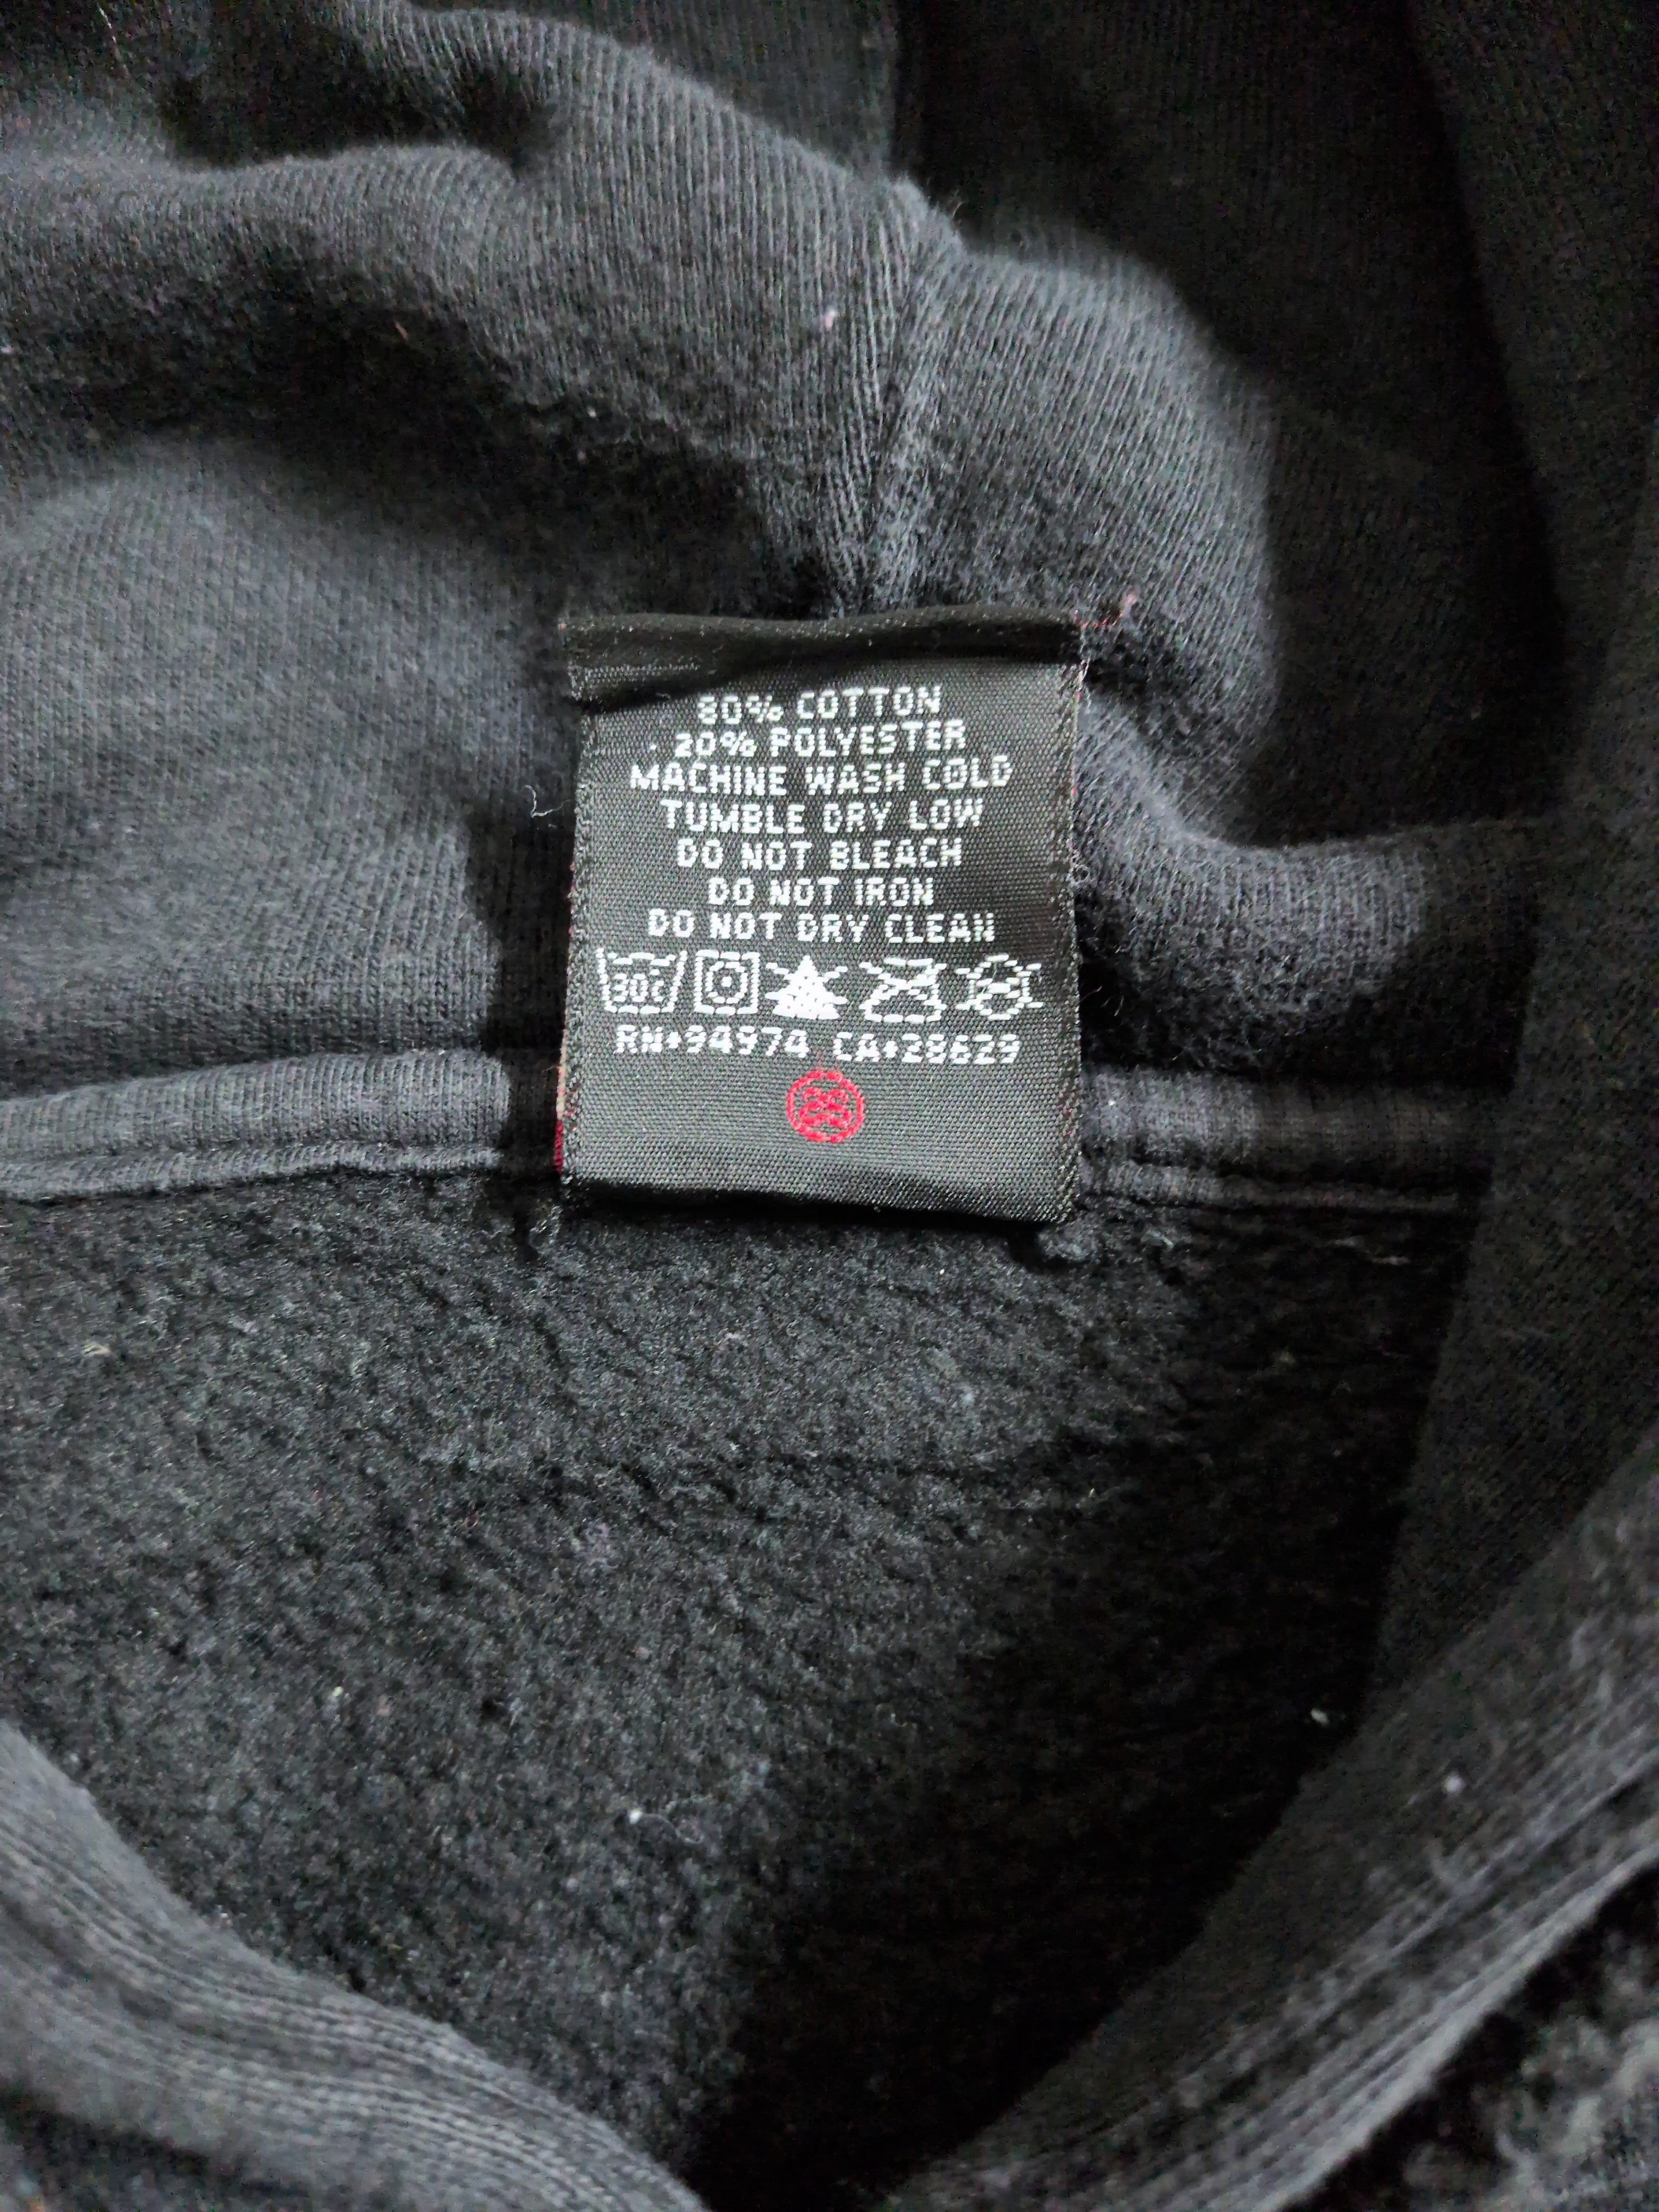 80% COTTON
20% POLYESTER
MACHINE WASH COLD
TUMBLE DRY LOW
DO NOT BLEACH
DO NOT IRON
DO NOT DRY CLEAN
30C
RN#94974 CA#28629